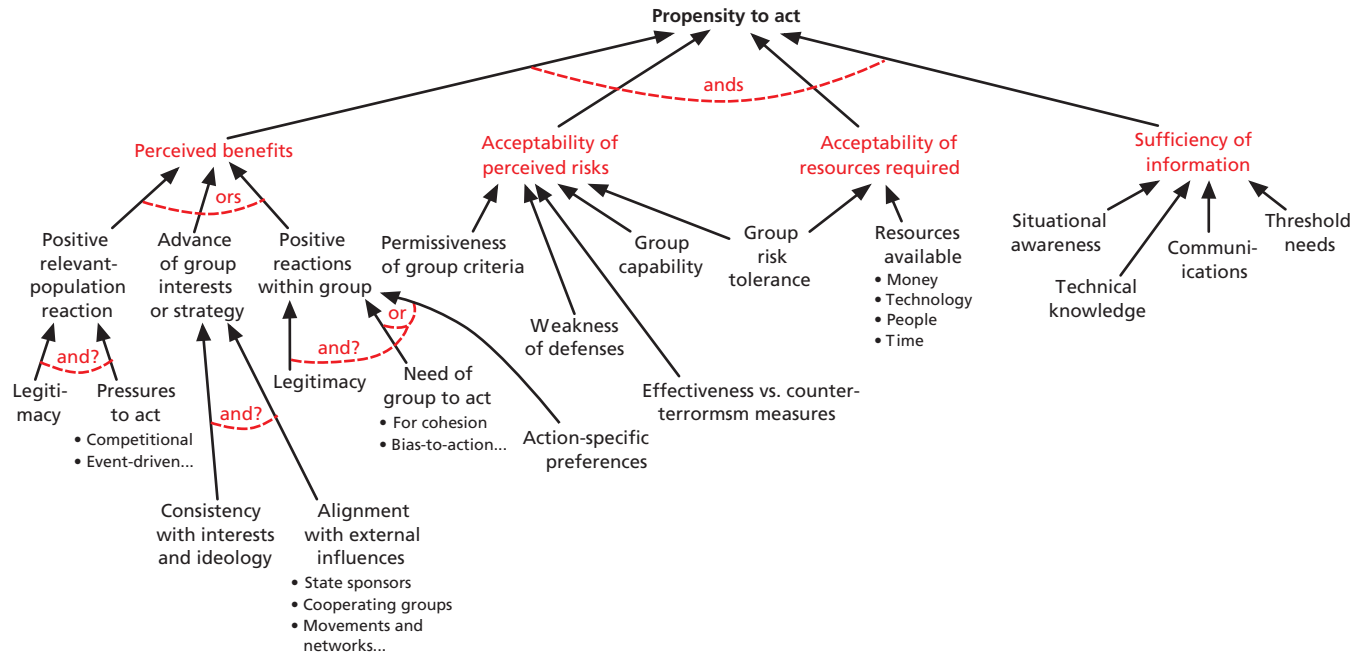 Propensity to act
ands
Perceived benefits
Acceptability of
perceived risks
Acceptability of
resources required
Sufficiency of
information
ors
Positive
relevant-
population
reaction
Advance
of group
interests
or strategy
Positive
reactions
within group
Permissiveness
of group criteria
Group
capability
Group
risk
tolerance
Resources
available
• Money
• Technology
• People
• Time
Situational
awareness
Technical
knowledge
Communi-
ications
Threshold
needs
and?
Legiti-
macy
Pressures
to act
• Competitional
• Event-driven...
and?
or
and?
Legitimacy
Need of
group to act
• For cohesion
• Bias-to-action...
Action-specific
preferences
Weakness
of defenses
Effectiveness vs. counter-
terrormsm measures
Consistency
with interests
and ideology
Alignment
with external
influences
• State sponsors
• Cooperating groups
• Movements and
networks...